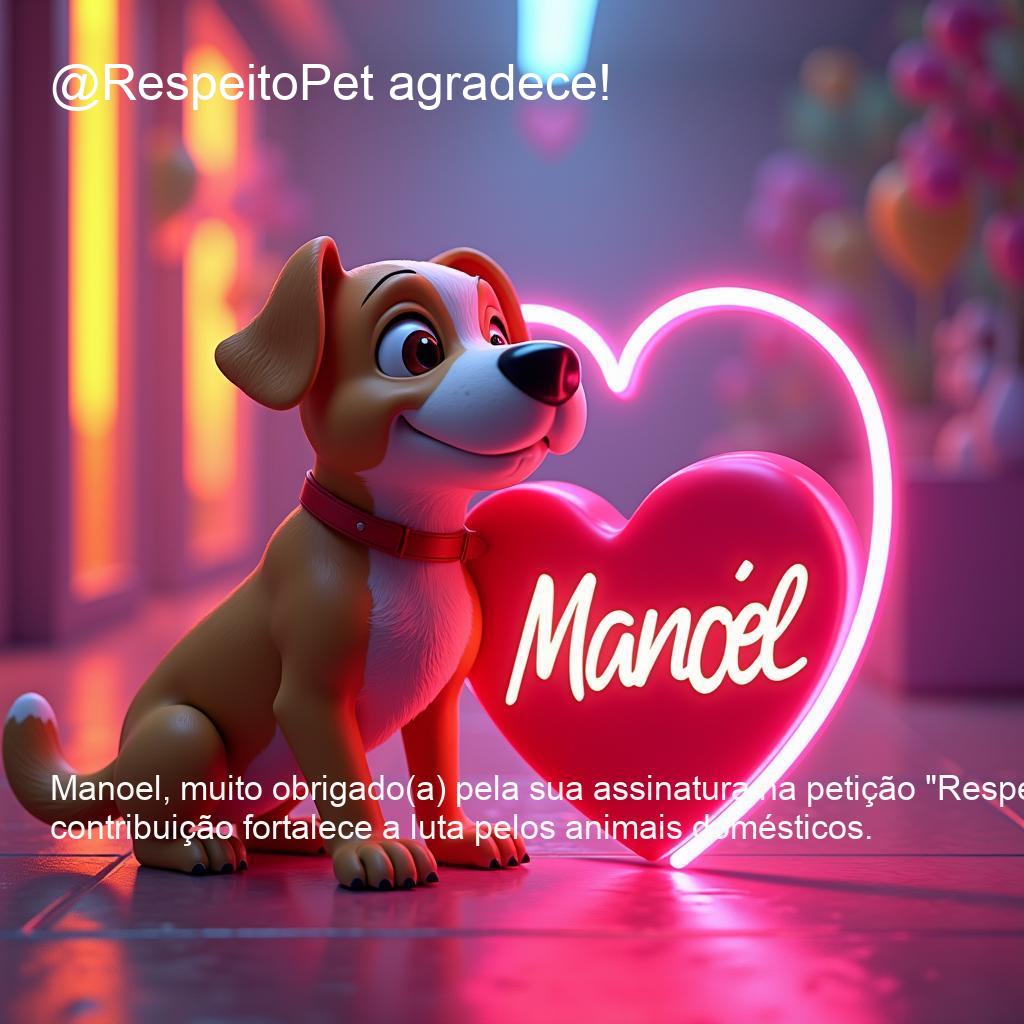 @RespeitoPet agradece!
Manoél
Manoel, muito obrigado(a) pela sua assinatura na petição "Respe
contribuição fortalece a luta pelos animais domésticos.